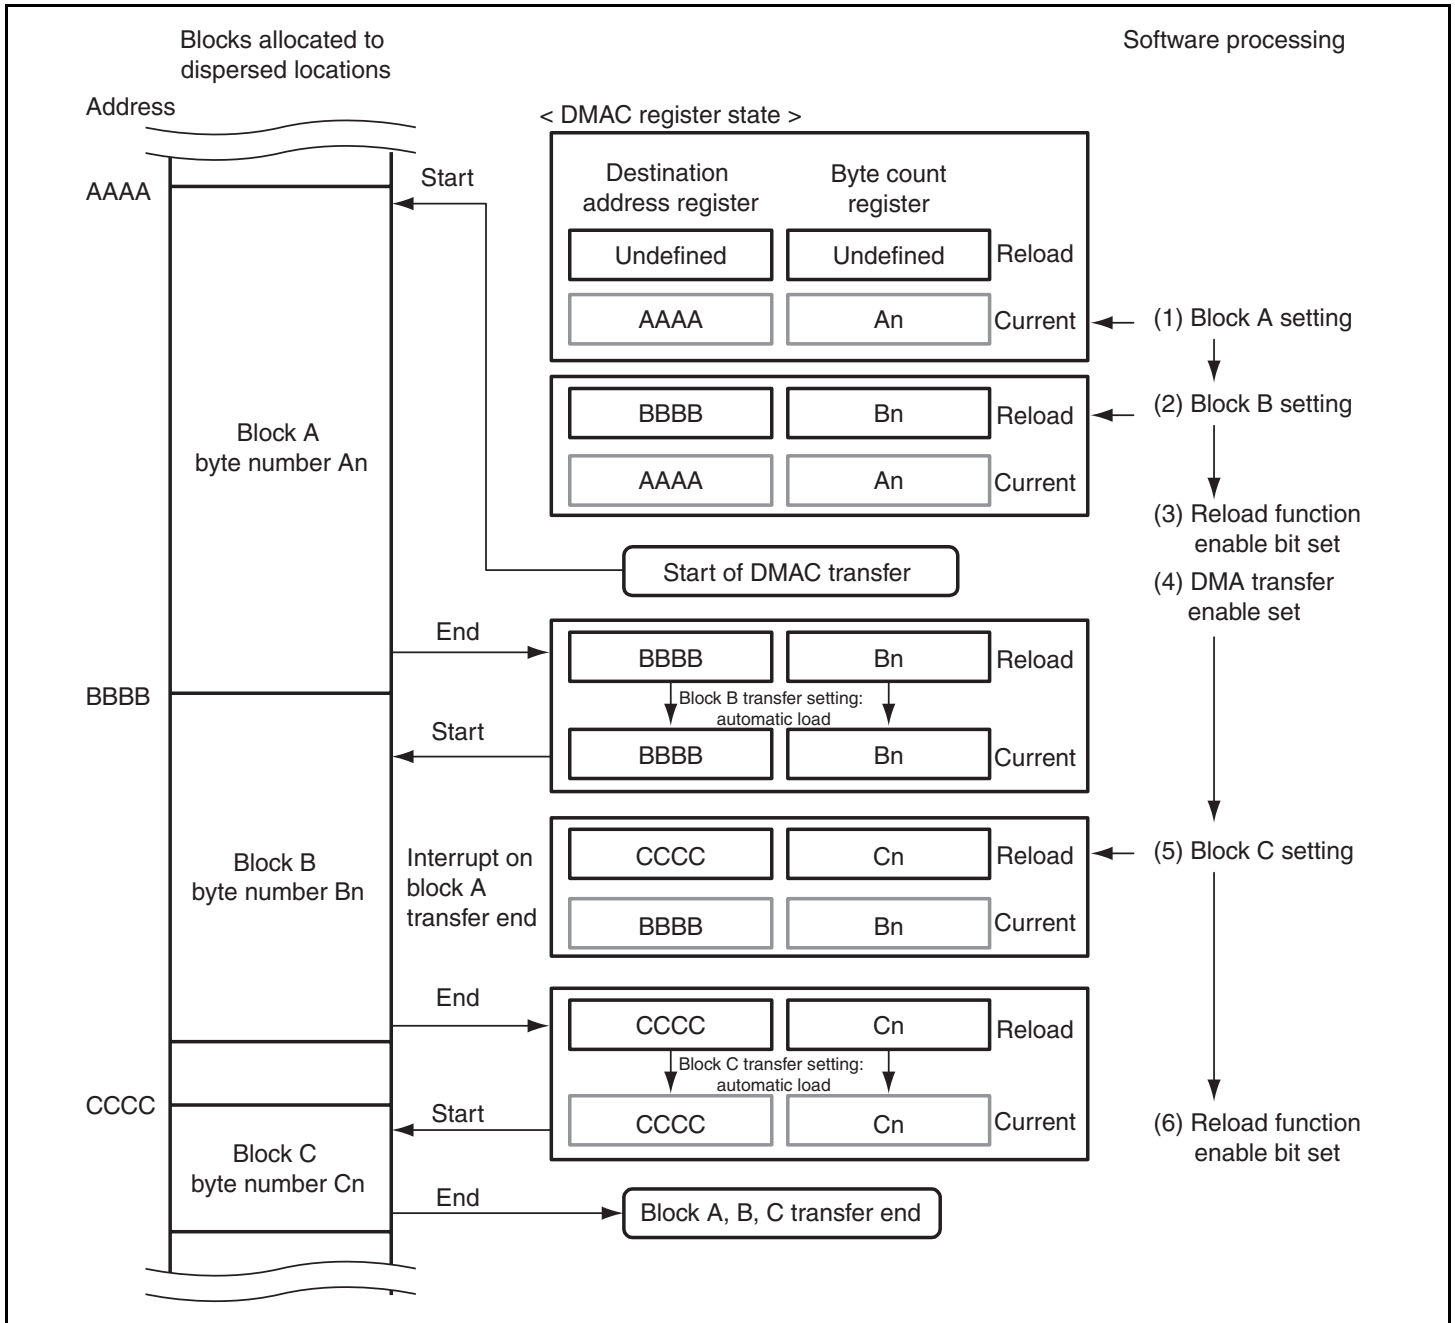 Blocks allocated to
dispersed locations
Software processing
Address
< DMAC register state >
AAAA
Start
Destination
address register
Byte count
register
Undefined
Undefined
Reload
AAAA
An
Current
(1) Block A setting
BBBB
Bn
Reload
(2) Block B setting
AAAA
An
Current
Block A
byte number An
(3) Reload function
enable bit set
Start of DMAC transfer
(4) DMA transfer
enable set
End
BBBB
Bn
Reload
BBBB
Block B transfer setting:
automatic load
Start
BBBB
Bn
Current
Block B
byte number Bn
Interrupt on
block A
transfer end
CCCC
Cn
Reload
(5) Block C setting
BBBB
Bn
Current
End
CCCC
Cn
Reload
Block C transfer setting:
automatic load
CCCC
Start
CCCC
Cn
Current
(6) Reload function
enable bit set
Block C
byte number Cn
End
Block A, B, C transfer end